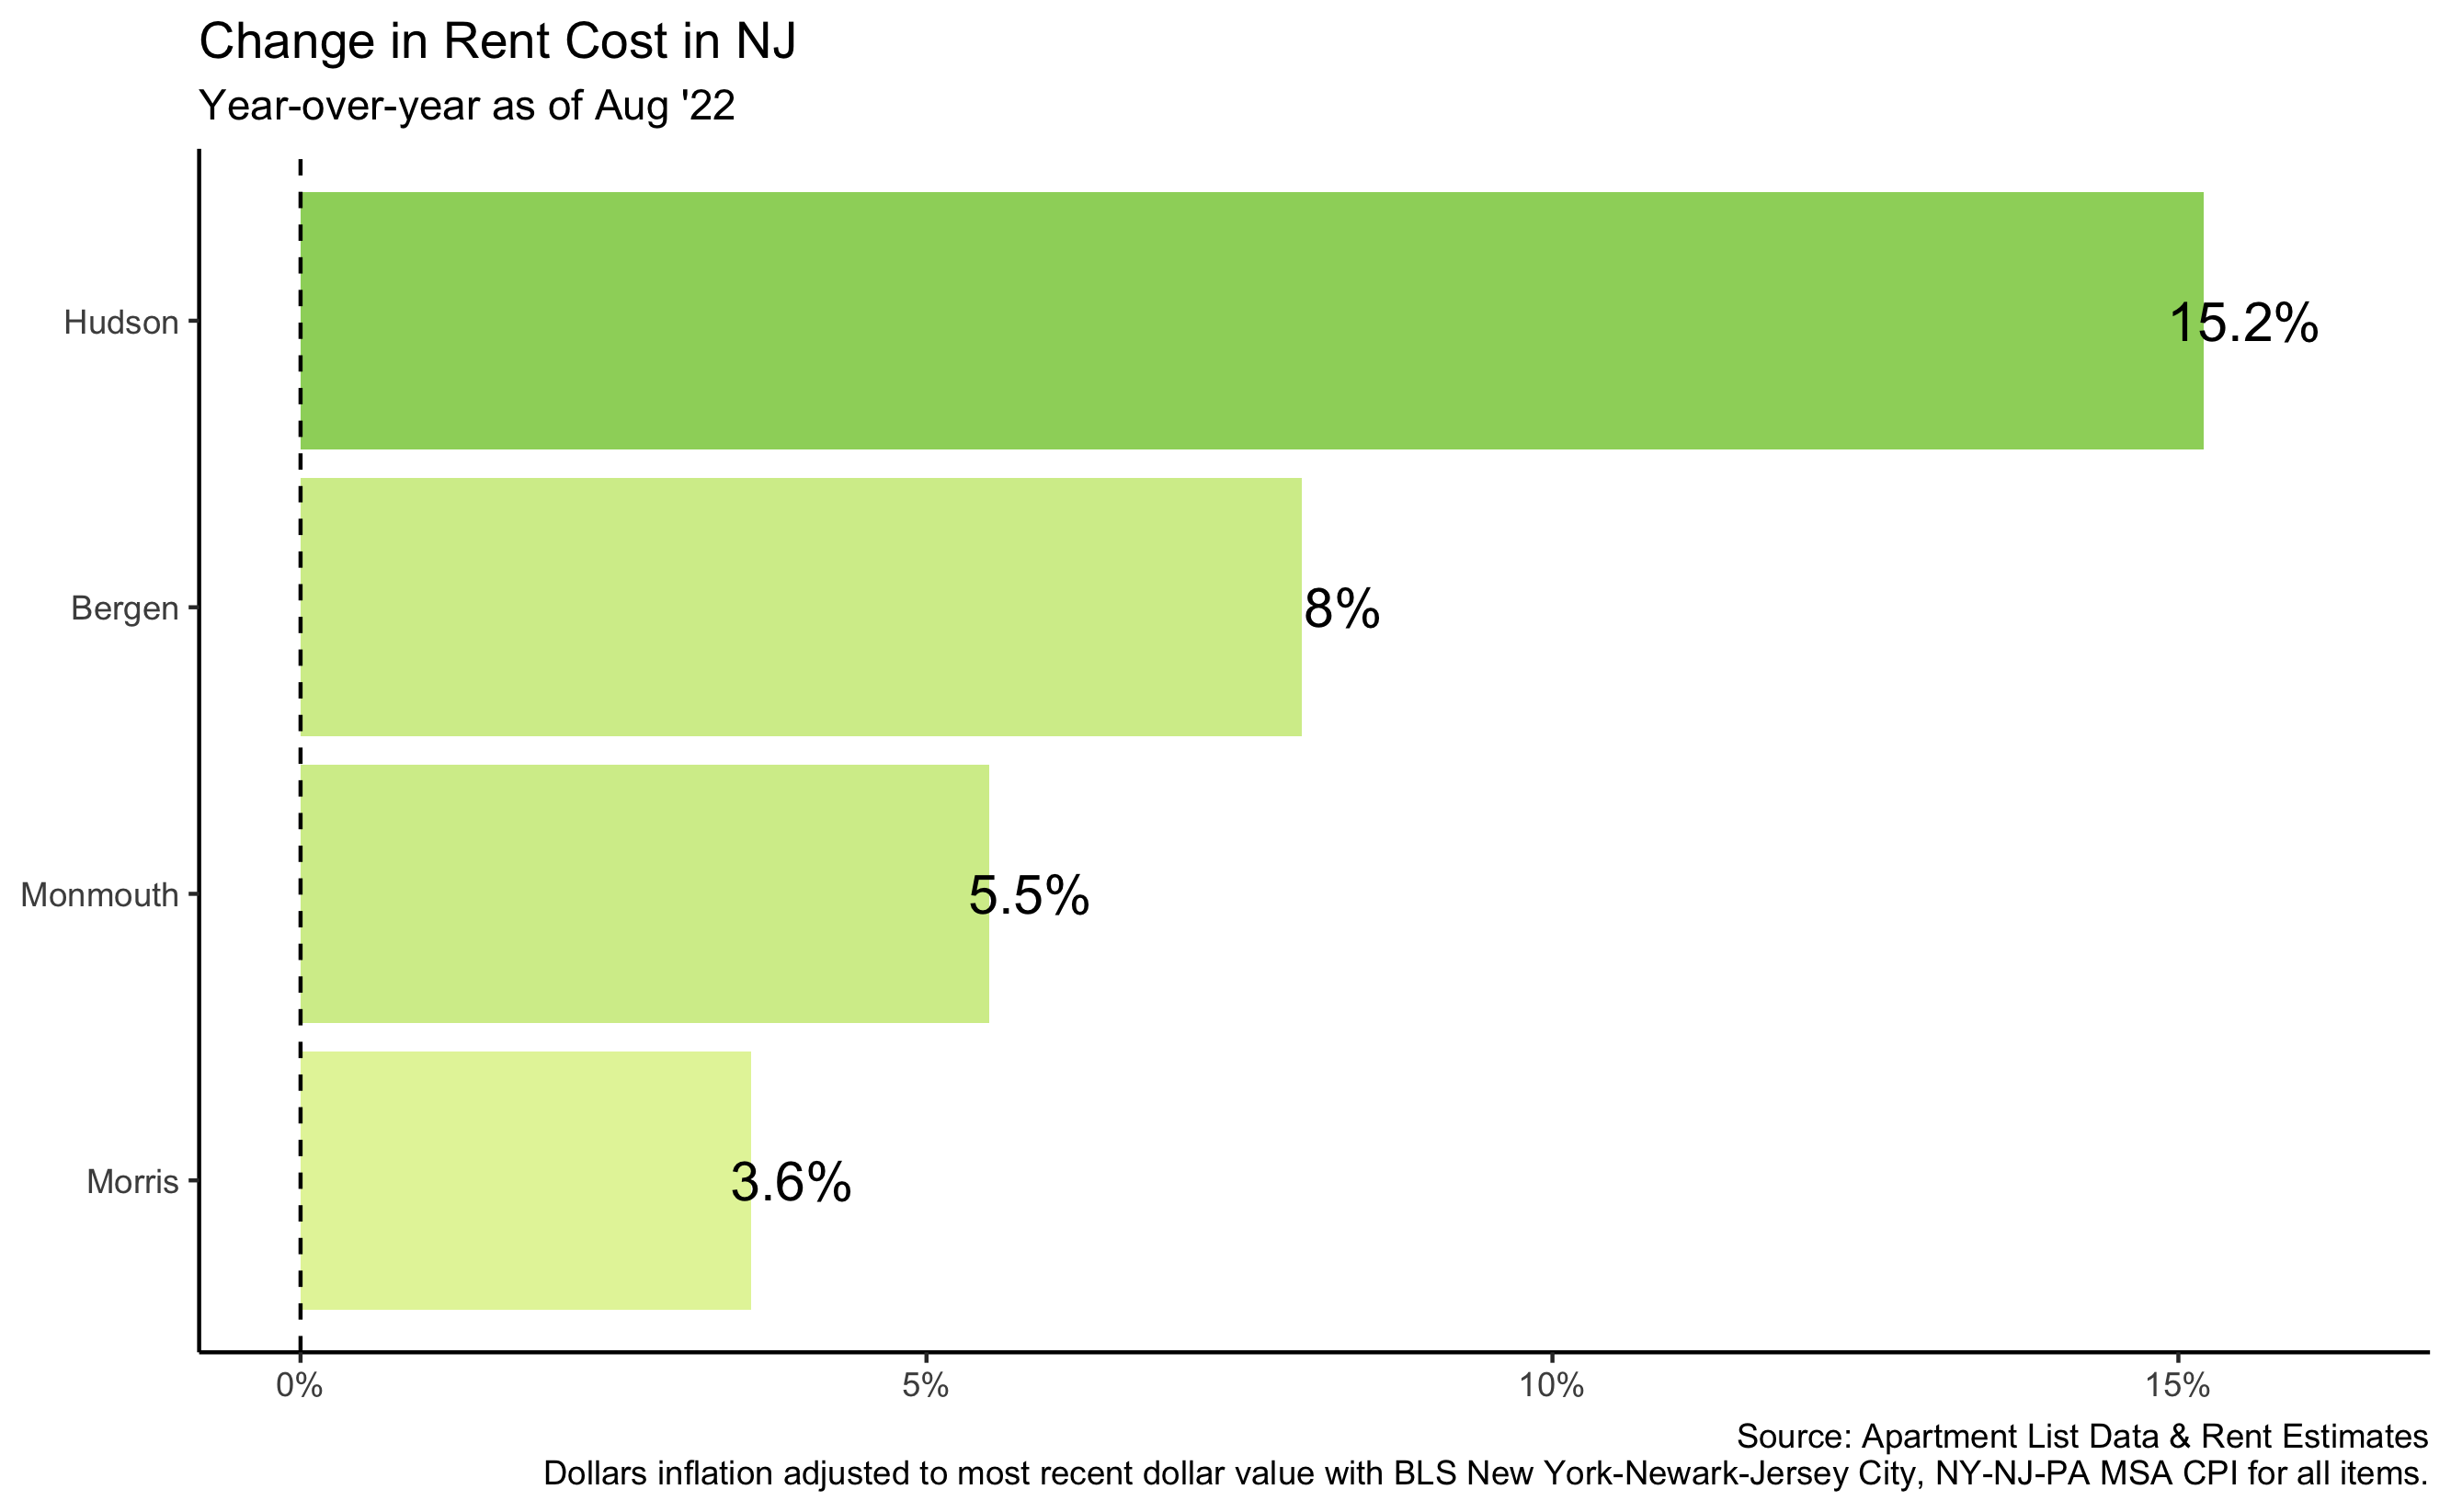 Change in Rent Cost in NJ
Year-over-year as of Aug '22
Hudson
15.2%
Bergen
8%
Monmouth
5.5%
Morris
3.6%
0%
5%
10%
15%
Source: Apartment List Data & Rent Estimates
Dollars inflation adjusted to most recent dollar value with BLS New York-Newark-Jersey City, NY-NJ-PA MSA CPI for all items.